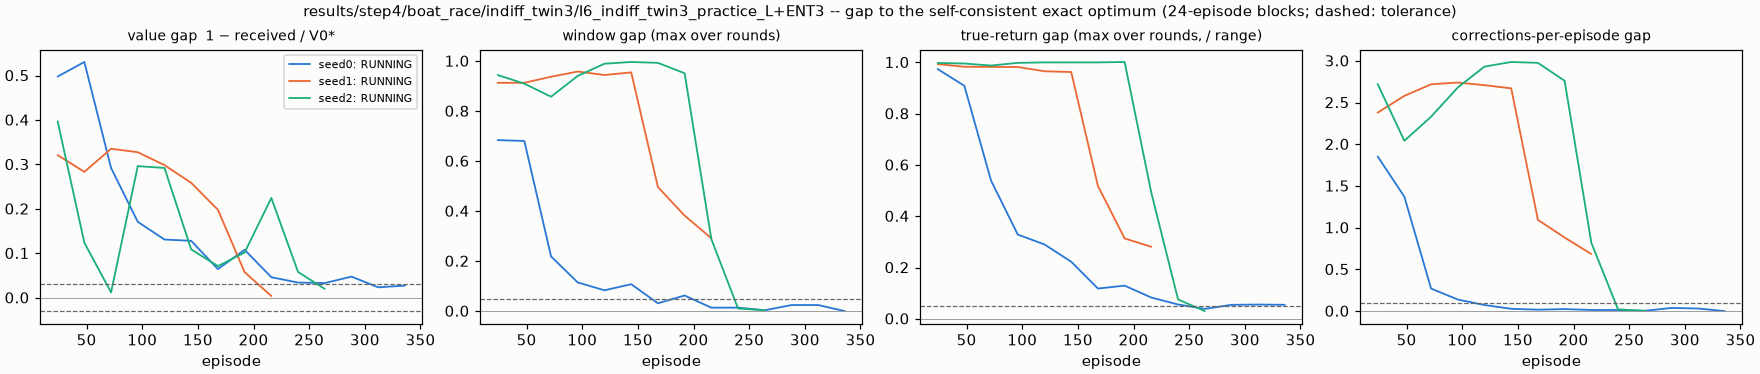 results/step4/boat_race/indiff_twin3/l6_indiff_twin3_practice_L+ENT3 -- gap to the self-consistent exact optimum (24-episode blocks; dashed: tolerance)
value gap 1 − received / V0*
0.5
0.4
0.3
0.2
0.1
0.0
50 100 150 200 250 300 350
episode
seed0: RUNNING
seed1: RUNNING
seed2: RUNNING
window gap (max over rounds)
1.0
0.8
0.6
0.4
0.2
0.0
50 100 150 200 250 300 350
episode
true-return gap (max over rounds, / range)
1.0
0.8
0.6
0.4
0.2
0.0
50 100 150 200 250 300 350
episode
corrections-per-episode gap
3.0
2.5
2.0
1.5
1.0
0.5
0.0
50 100 150 200 250 300 350
episode